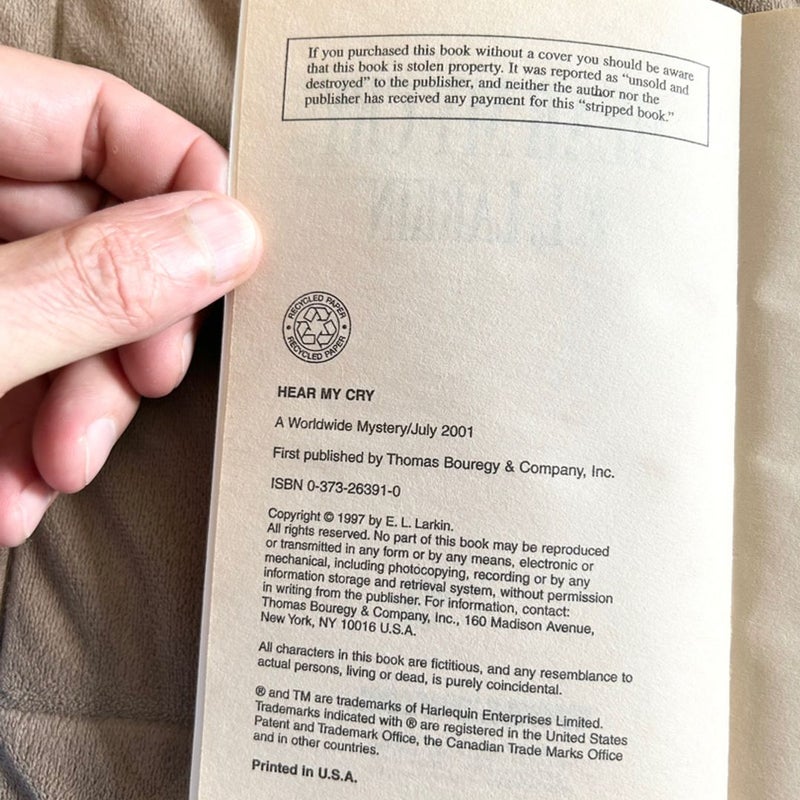 If you purchased this book without a cover you should be aware
that this book is stolen property. It was reported as “unsold and
destroyed” to the publisher, and neither the author nor the
publisher has received any payment for this “stripped book.”
RECYCLED PAPER
RECYCLED PAPER
HEAR MY CRY
A Worldwide Mystery/July 2001
First published by Thomas Bouregy & Company, Inc.
ISBN 0-373-26391-0
Copyright © 1997 by E. L. Larkin.
All rights reserved. No part of this book may be reproduced
or transmitted in any form or by any means, electronic or
mechanical, including photocopying, recording or by any
information storage and retrieval system, without permission
in writing from the publisher. For information, contact:
Thomas Bouregy & Company, Inc., 160 Madison Avenue,
New York, NY 10016 U.S.A.
All characters in this book are fictitious, and any resemblance to
actual persons, living or dead, is purely coincidental.
® and TM are trademarks of Harlequin Enterprises Limited.
Trademarks indicated with ® are registered in the United States
Patent and Trademark Office, the Canadian Trade Marks Office
and in other countries.
Printed in U.S.A.